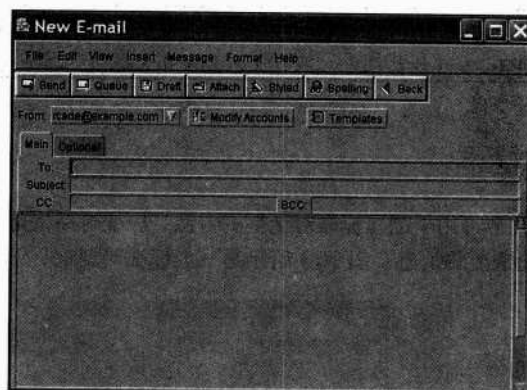 New E-mail
File Edit View Insert Message Format Help
Send Queue Draft Attach Styled Spelling Back
From: rcade@example.com Modify Accounts Templates
Main Optional
To:
Subject:
CC: BCC: